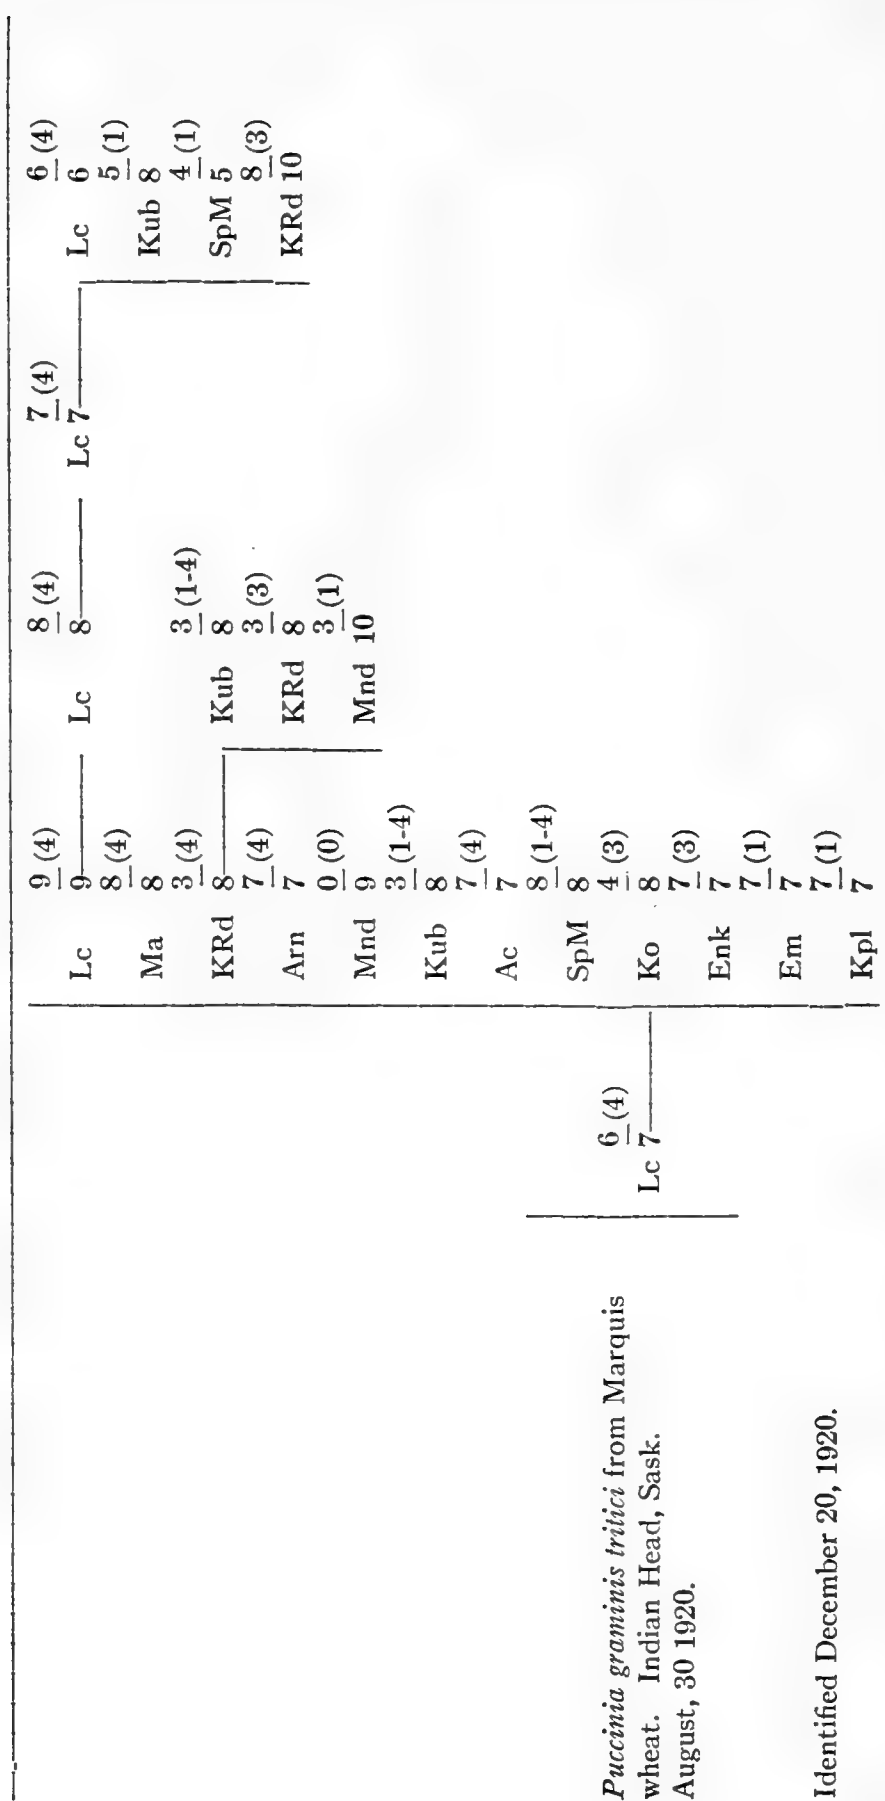 Puccinia graminis tritici from Marquis
wheat. Indian Head, Sask.
August, 30 1920.
Identified December 20, 1920.
6 (4)
Lc 7
9 (4)
Lc 9
8 (4)
Ma 8
3 (4)
KRd 8
7 (4)
Arn 7
0 (0)
Mnd 9
3 (1-4)
Kub 8
7 (4)
Ac 7
8 (1-4)
SpM 8
4 (3)
Ko 8
7 (3)
Enk 7
7 (1)
Em 7
7 (1)
Kpl 7
8 (4)
Lc 8
3 (1-4)
Kub 8
3 (3)
KRd 8
3 (1)
Mnd 10
7 (4)
Lc 7
6 (4)
Lc 6
5 (1)
Kub 8
4 (1)
SpM 5
8 (3)
KRd 10